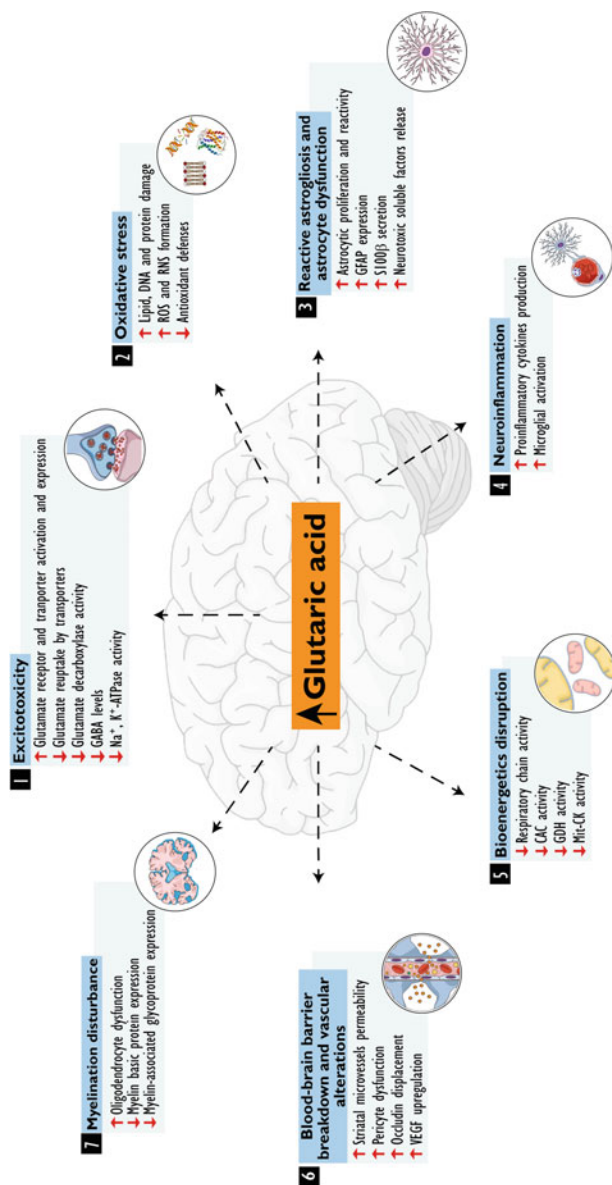 ↑Glutaric acid
1 Excitotoxicity
↑ Glutamate receptor and tranporter activation and expression
↓ Glutamate reuptake by transporters
↓ Glutamate decarboxylase activity
↓ GABA levels
↓ Na⁺, K⁺-ATPase activity
2 Oxidative stress
↑ Lipid, DNA and protein damage
↑ ROS and RNS formation
↓ Antioxidant defenses
3 Reactive astrogliosis and
astrocyte dysfunction
↑ Astrocytic proliferation and reactivity
↑ GFAP expression
↑ S100β secretion
↑ Neurotoxic soluble factors release
4 Neuroinflammation
↑ Proinflammatory cytokines production
↑ Microglial activation
5 Bioenergetics disruption
↓ Respiratory chain activity
↓ CAC activity
↓ GDH activity
↓ Mit-CK activity
6 Blood-brain barrier
breakdown and vascular
alterations
↑ Striatal microvessels permeability
↑ Pericyte dysfunction
↑ Occludin displacement
↑ VEGF upregulation
7 Myelination disturbance
↑ Oligodendrocyte dysfunction
↓ Myelin basic protein expression
↓ Myelin-associated glycoprotein expression